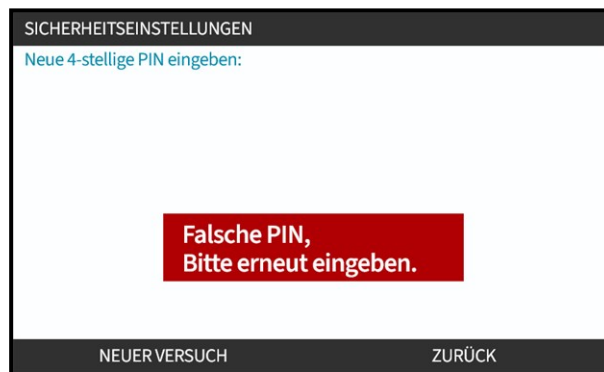 SICHERHEITSEINSTELLUNGEN
Neue 4-stellige PIN eingeben:
Falsche PIN,
Bitte erneut eingeben.
NEUER VERSUCH ZURÜCK